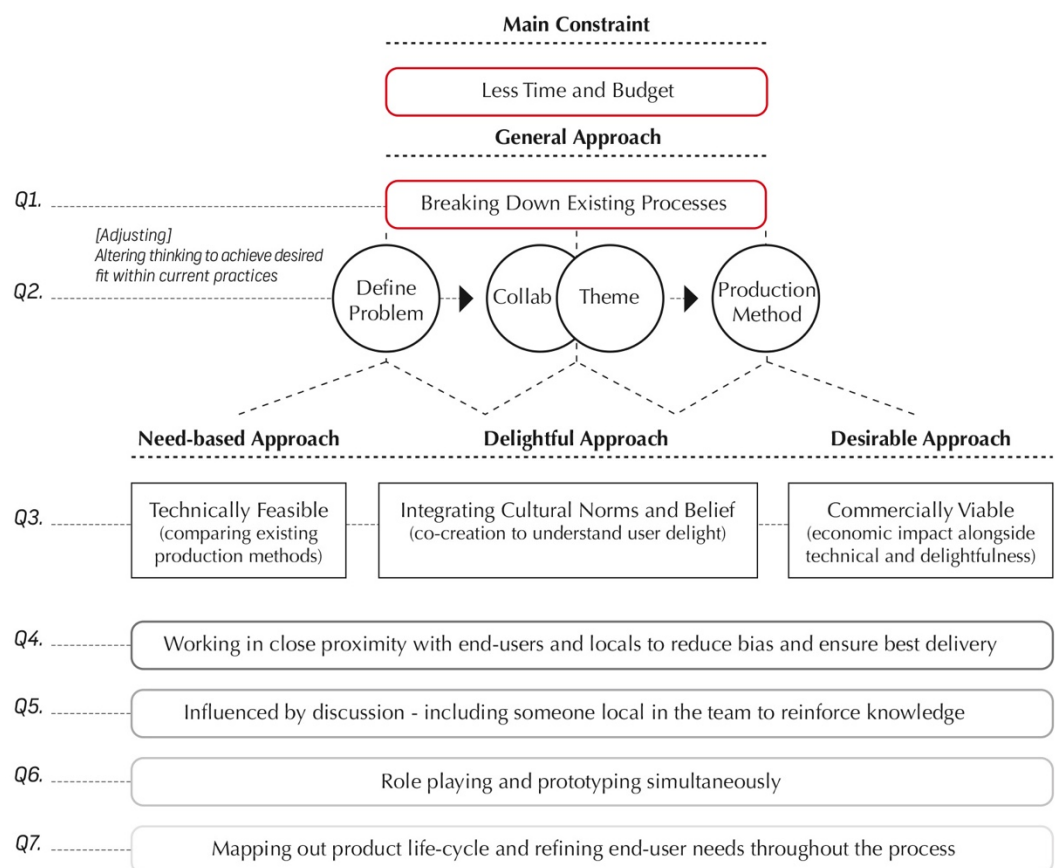 Main Constraint
Less Time and Budget
General Approach
Q1.
Breaking Down Existing Processes
[Adjusting]
Altering thinking to achieve desired
fit within current practices
Q2.
Define
Problem
Collab
Theme
Production
Method
Need-based Approach
Delightful Approach
Desirable Approach
Q3.
Technically Feasible
(comparing existing
production methods)
Integrating Cultural Norms and Belief
(co-creation to understand user delight)
Commercially Viable
(economic impact alongside
technical and delightfulness)
Q4.
Working in close proximity with end-users and locals to reduce bias and ensure best delivery
Q5.
Influenced by discussion - including someone local in the team to reinforce knowledge
Q6.
Role playing and prototyping simultaneously
Q7.
Mapping out product life-cycle and refining end-user needs throughout the process